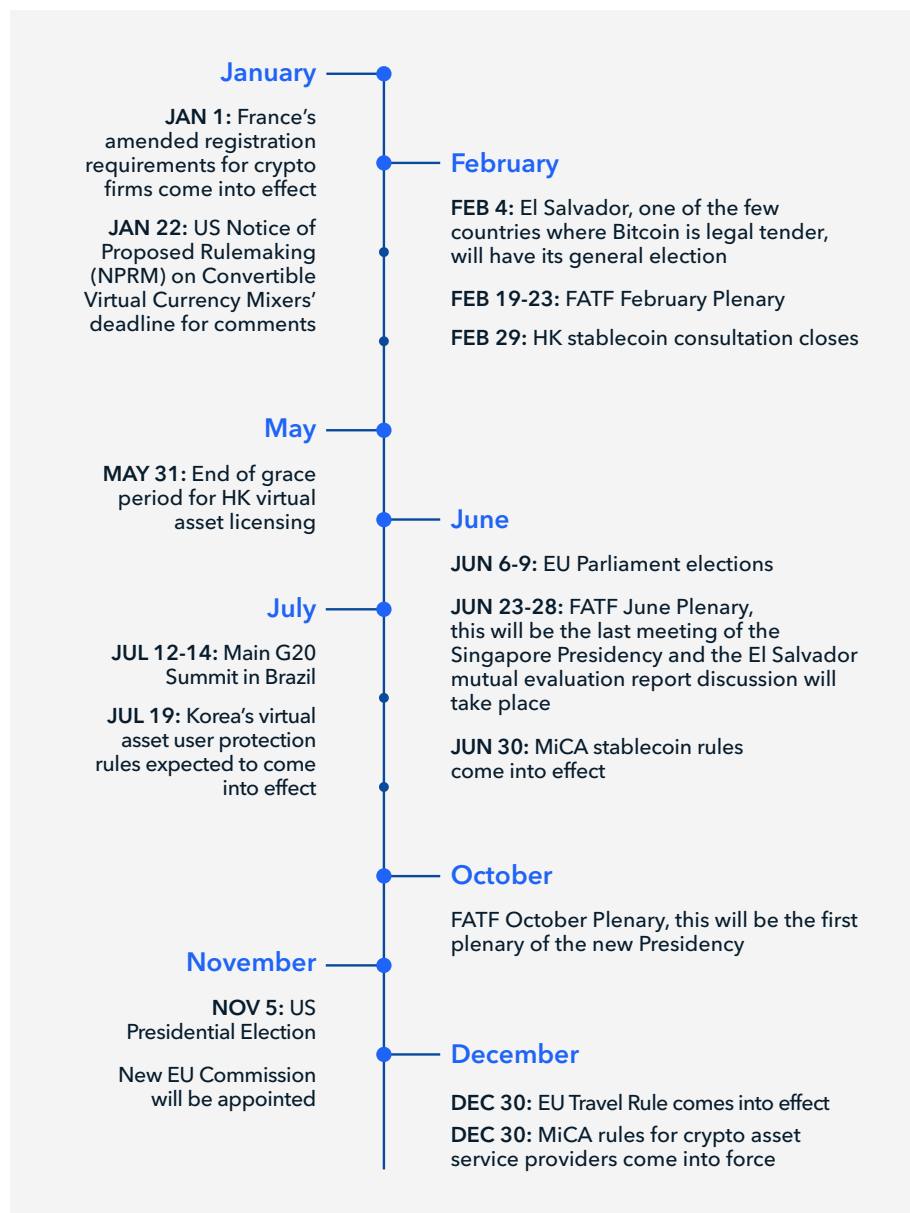 January
JAN 1: France’s
amended registration
requirements for crypto
firms come into effect
JAN 22: US Notice of
Proposed Rulemaking
(NPRM) on Convertible
Virtual Currency Mixers’
deadline for comments
February
FEB 4: El Salvador, one of the few
countries where Bitcoin is legal tender,
will have its general election
FEB 19-23: FATF February Plenary
FEB 29: HK stablecoin consultation closes
May
MAY 31: End of grace
period for HK virtual
asset licensing
June
JUN 6-9: EU Parliament elections
JUN 23-28: FATF June Plenary,
this will be the last meeting of the
Singapore Presidency and the El Salvador
mutual evaluation report discussion will
take place
JUN 30: MiCA stablecoin rules
come into effect
July
JUL 12-14: Main G20
Summit in Brazil
JUL 19: Korea’s virtual
asset user protection
rules expected to come
into effect
October
FATF October Plenary, this will be the first
plenary of the new Presidency
November
NOV 5: US
Presidential Election
New EU Commission
will be appointed
December
DEC 30: EU Travel Rule comes into effect
DEC 30: MiCA rules for crypto asset
service providers come into force